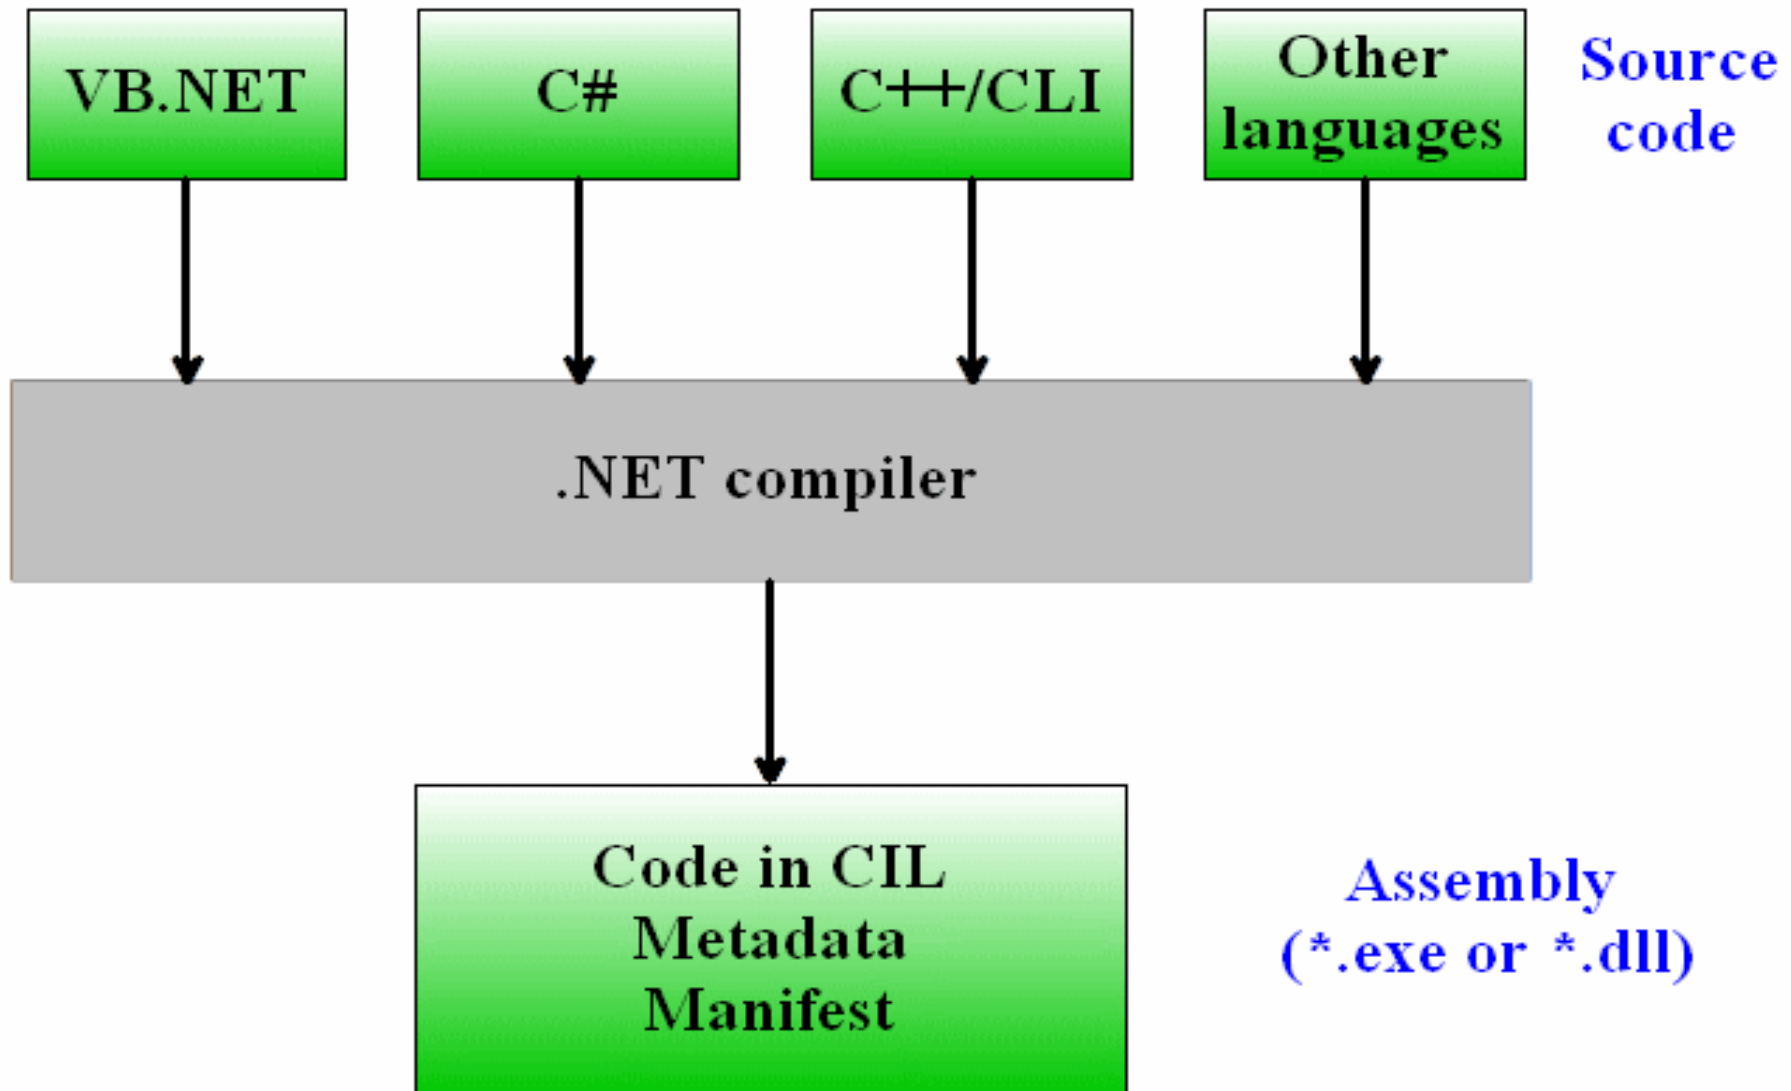 VB.NET
C#
C++/CLI
Other
languages
Source
code
.NET compiler
Code in CIL
Metadata
Manifest
Assembly
(*.exe or *.dll)